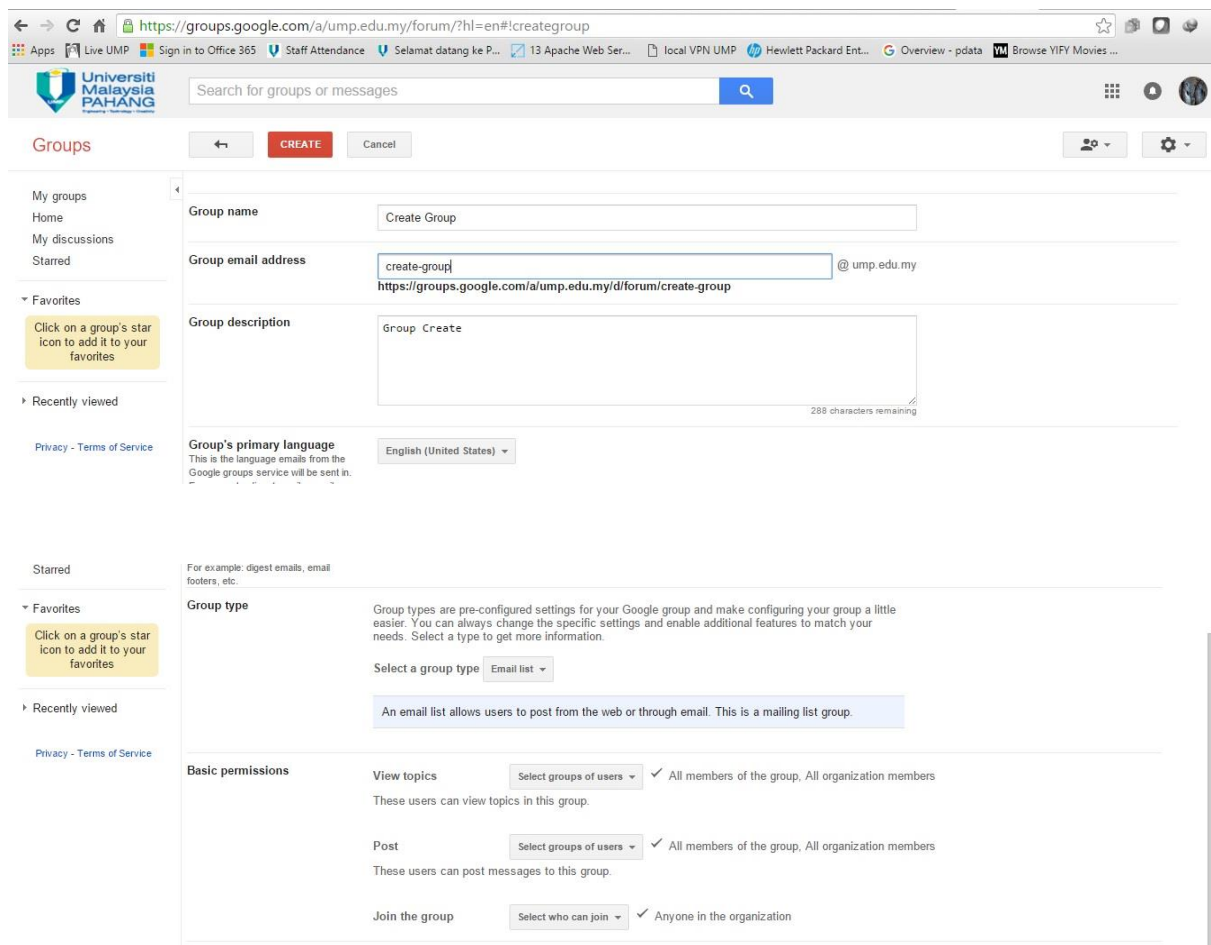 https://groups.google.com/a/ump.edu.my/forum/?hl=en#!creategroup
Apps Live UMP Sign in to Office 365 Staff Attendance Selamat datang ke P... 13 Apache Web Ser... local VPN UMP Hewlett Packard Ent... Overview - pdata YM Browse YIFY Movies ...
Universiti
Malaysia
PAHANG
Search for groups or messages
Groups
CREATE
Cancel
My groups
Home
My discussions
Starred
Favorites
Click on a group's star
icon to add it to your
favorites
Recently viewed
Privacy - Terms of Service
Group name
Create Group
Group email address
create-group
@ ump.edu.my
https://groups.google.com/a/ump.edu.my/d/forum/create-group
Group description
Group Create
288 characters remaining
Group's primary language
This is the language emails from the
Google groups service will be sent in.
English (United States)
Starred
Favorites
Click on a group's star
icon to add it to your
favorites
Recently viewed
Privacy - Terms of Service
For example: digest emails, email
footers, etc.
Group type
Group types are pre-configured settings for your Google group and make configuring your group a little
easier. You can always change the specific settings and enable additional features to match your
needs. Select a type to get more information.
Select a group type Email list
An email list allows users to post from the web or through email. This is a mailing list group.
Basic permissions
View topics Select groups of users All members of the group, All organization members
These users can view topics in this group.
Post Select groups of users All members of the group, All organization members
These users can post messages to this group.
Join the group Select who can join Anyone in the organization